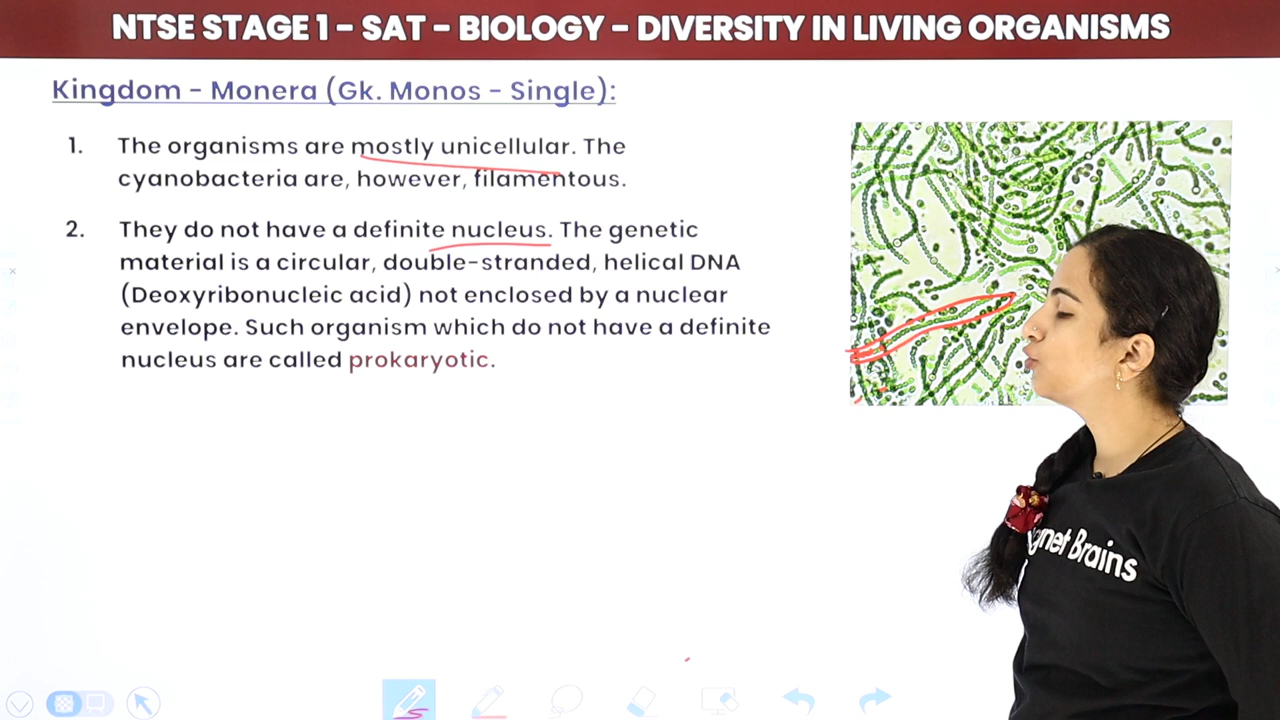 NTSE STAGE 1 – SAT – BIOLOGY – DIVERSITY IN LIVING ORGANISMS
Kingdom – Monera (Gk. Monos – Single):
1. The organisms are mostly unicellular. The
cyanobacteria are, however, filamentous.
2. They do not have a definite nucleus. The genetic
material is a circular, double-stranded, helical DNA
(Deoxyribonucleic acid) not enclosed by a nuclear
envelope. Such organism which do not have a definite
nucleus are called prokaryotic.
gnet Brains